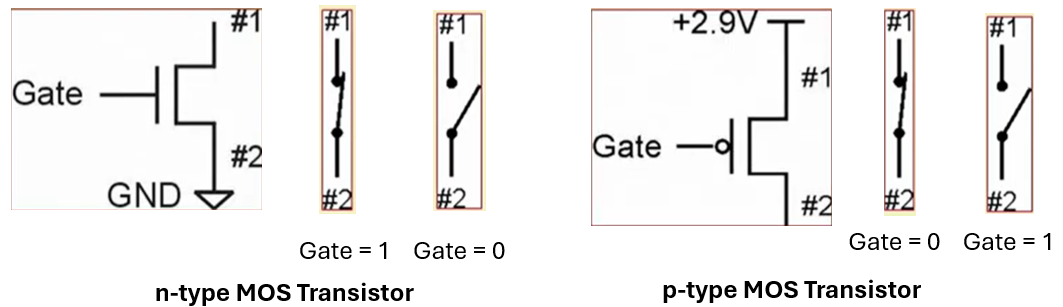 #1
Gate
#2
GND
#1
#2
Gate = 1
#1
#2
Gate = 0
n-type MOS Transistor
+2.9V
#1
Gate
#2
#1
#2
Gate = 0
#1
#2
Gate = 1
p-type MOS Transistor